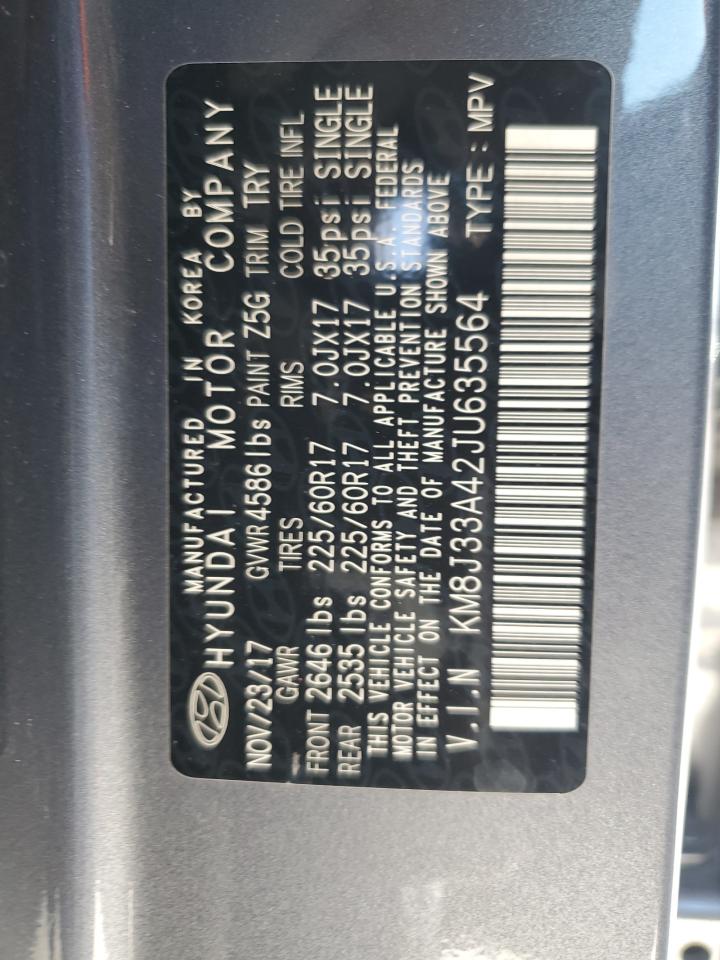 MANUFACTURED IN KOREA BY
HYUNDAI MOTOR COMPANY
NOV/23/17 GVWR 4586 lbs PAINT Z5G TRIM TRY
GAWR TIRES RIMS COLD TIRE INFL
FRONT 2646 lbs 225/60R17 7.0JX17 35psi SINGLE
REAR 2535 lbs 225/60R17 7.0JX17 35psi SINGLE
THIS VEHICLE CONFORMS TO ALL APPLICABLE U.S.A. FEDERAL
MOTOR VEHICLE SAFETY AND THEFT PREVENTION STANDARDS
IN EFFECT ON THE DATE OF MANUFACTURE SHOWN ABOVE
V.I.N KM8J33A42JU635564 TYPE : MPV